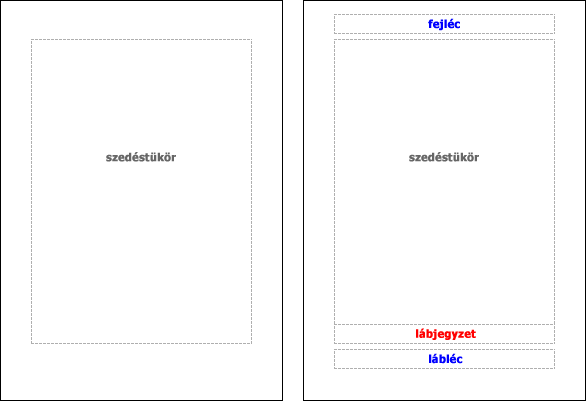 szedéstükör
fejléc
szedéstükör
lábjegyzet
lábléc